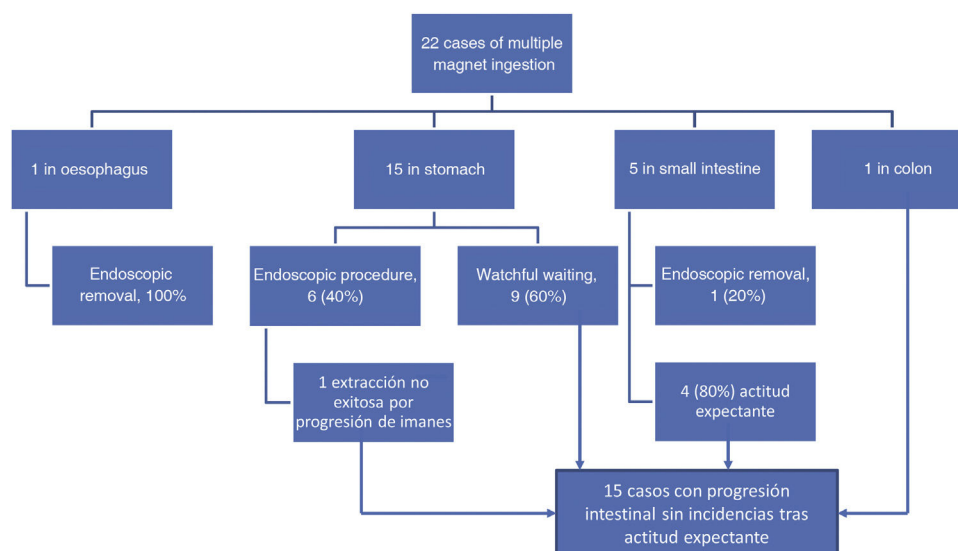 22 cases of multiple
magnet ingestion
1 in oesophagus
15 in stomach
5 in small intestine
1 in colon
Endoscopic
removal, 100%
Endoscopic procedure,
6 (40%)
Watchful waiting,
9 (60%)
Endoscopic removal,
1 (20%)
1 extracción no
exitosa por
progresión de imanes
4 (80%) actitud
expectante
15 casos con progresión
intestinal sin incidencias tras
actitud expectante